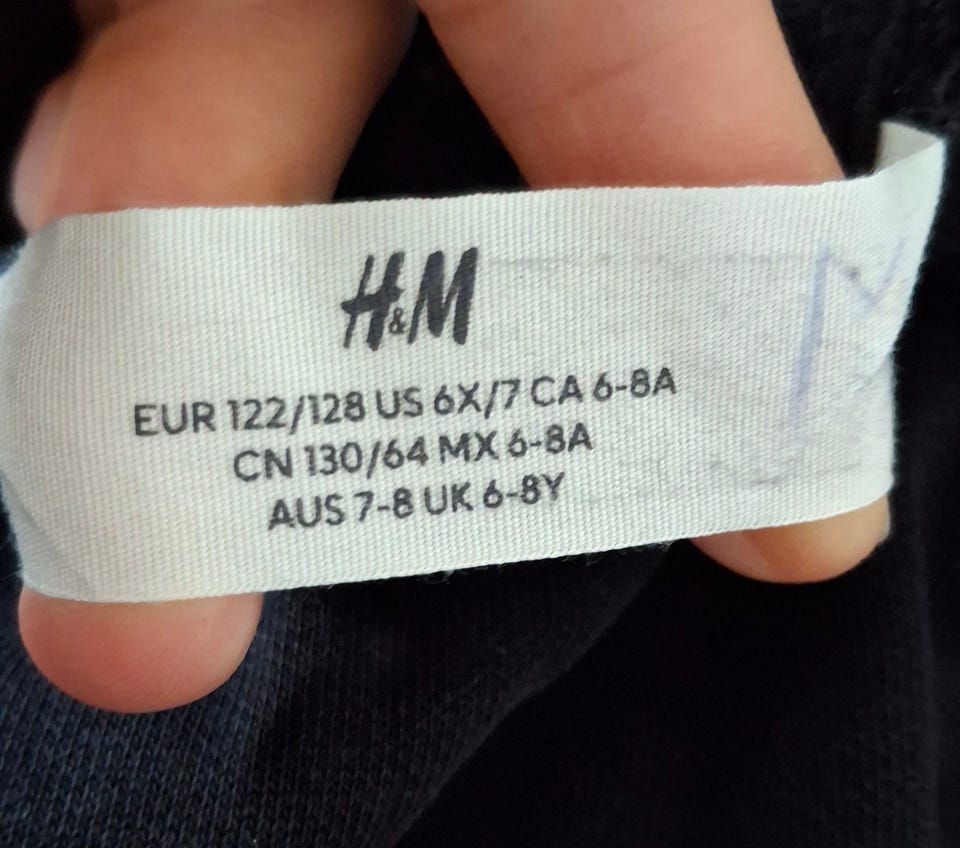 H&M
EUR 122/128 US 6X/7 CA 6-8A
CN 130/64 MX 6-8A
AUS 7-8 UK 6-8Y